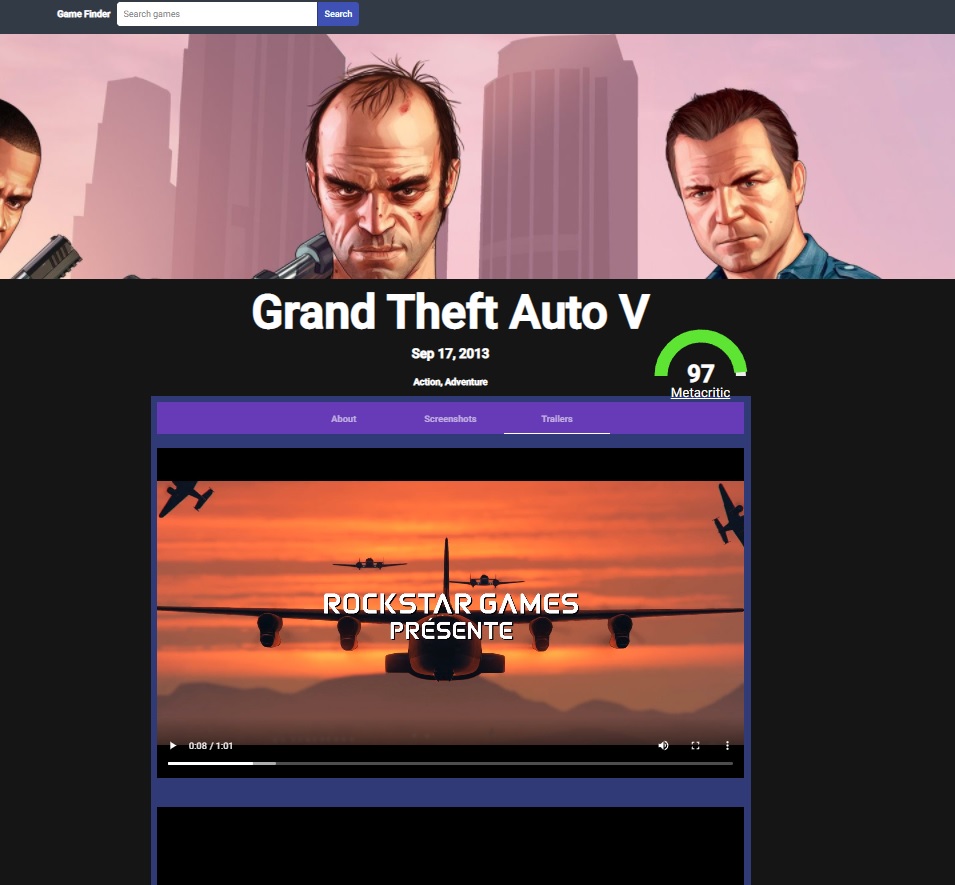 Game Finder Search games Search
Grand Theft Auto V
Sep 17, 2013
97
Action, Adventure
Metacritic
About Screenshots Trailers
ROCKSTAR GAMES
PRÉSENTE
0:08 / 1:01